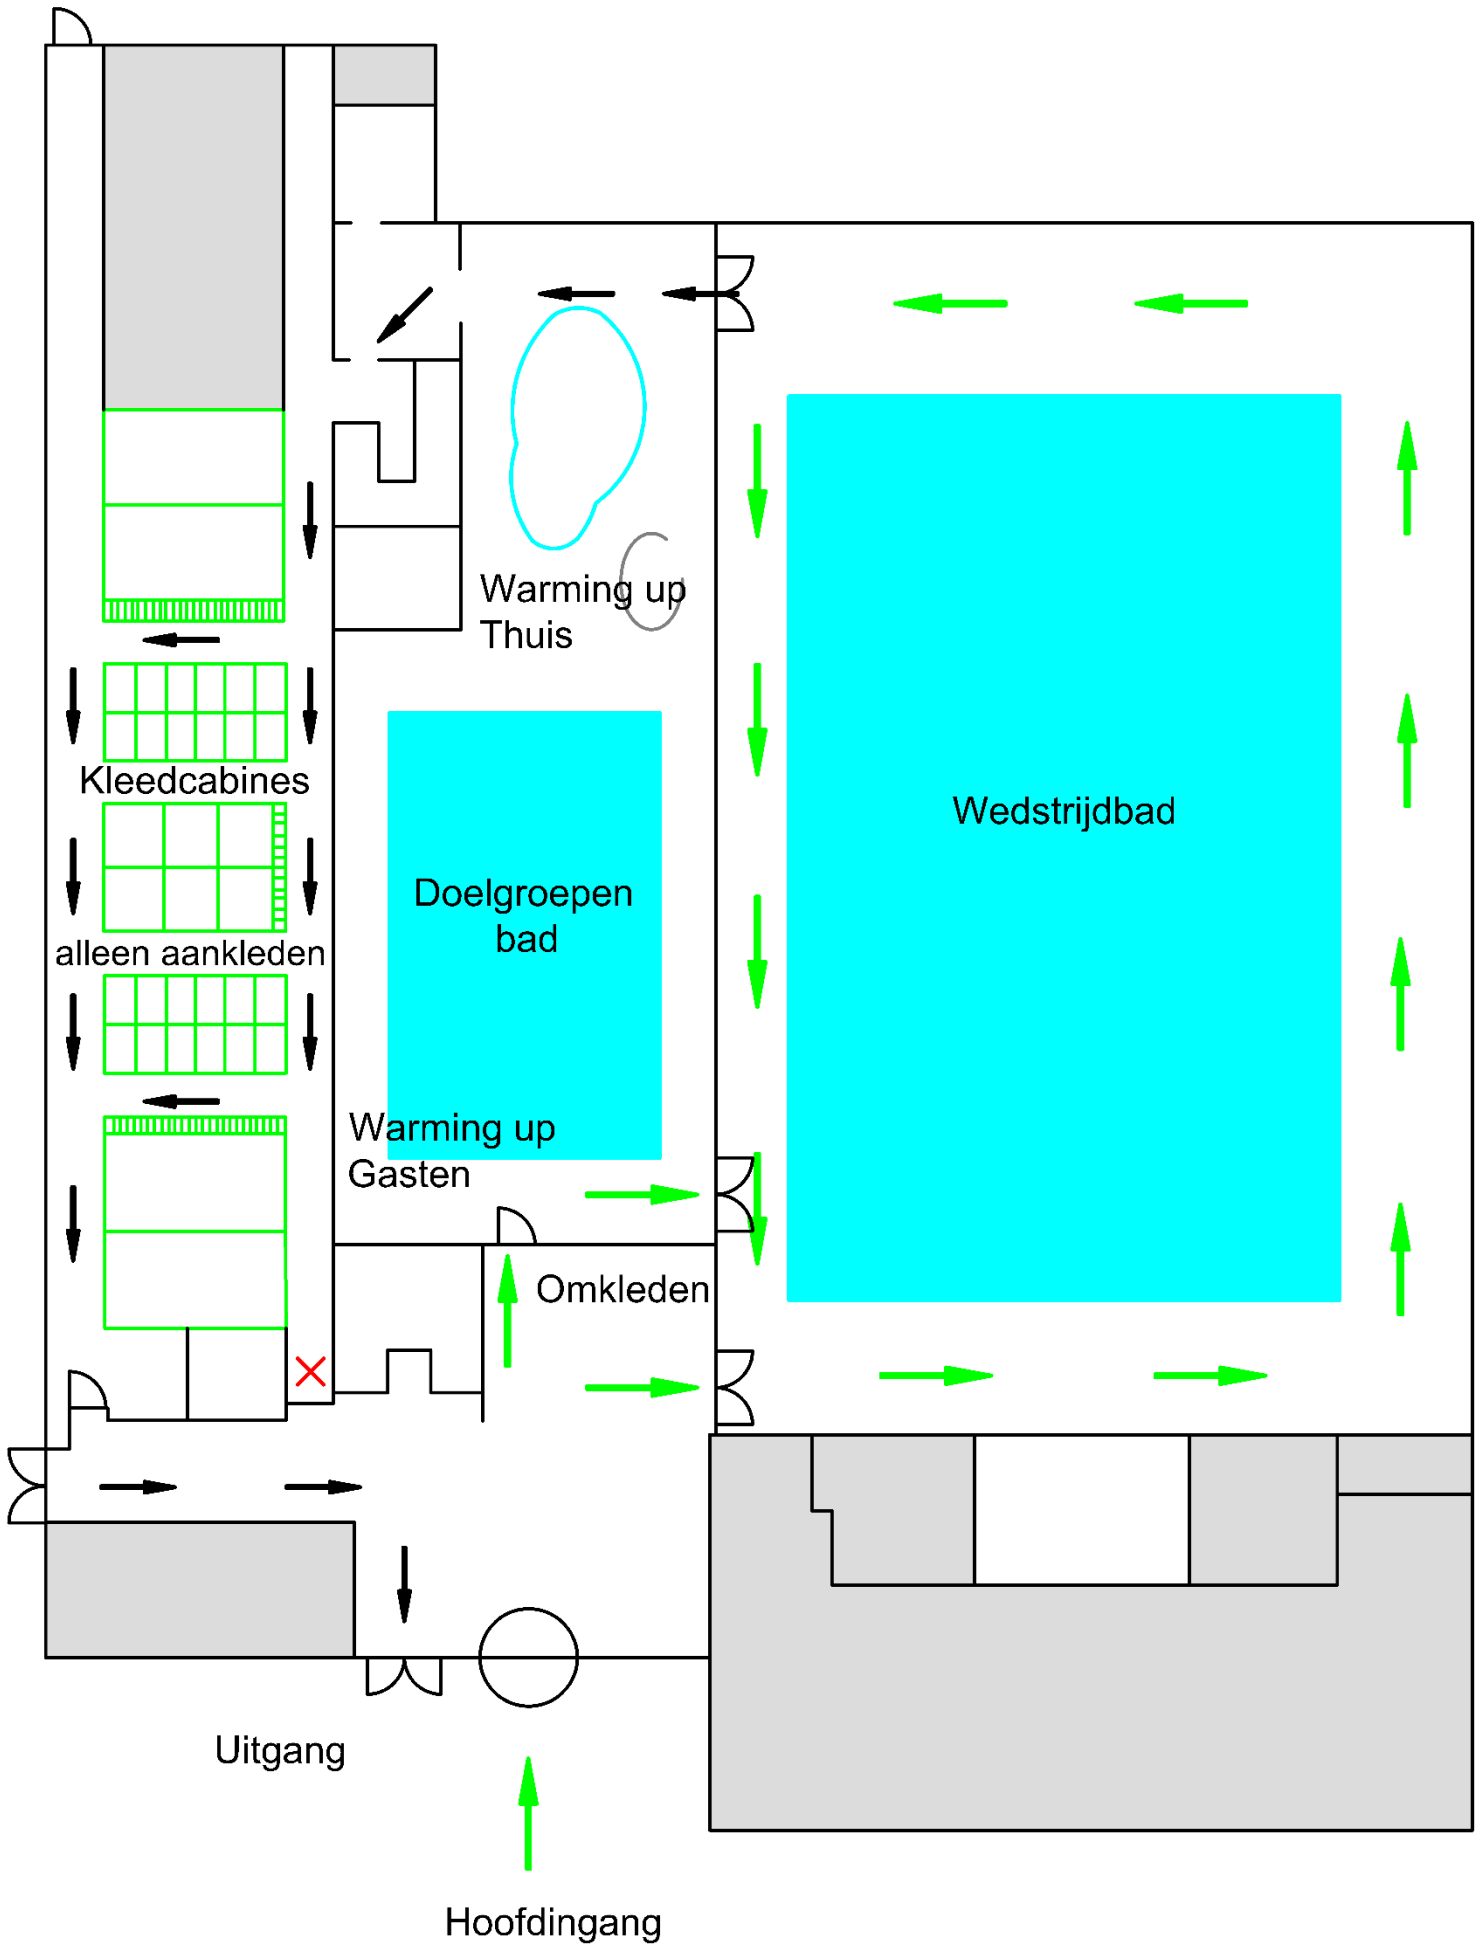 Warming up
Thuis
Kleedcabines
Wedstrijdbad
Doelgroepen
bad
alleen aankleden
Warming up
Gasten
Omkleden
Uitgang
Hoofdingang